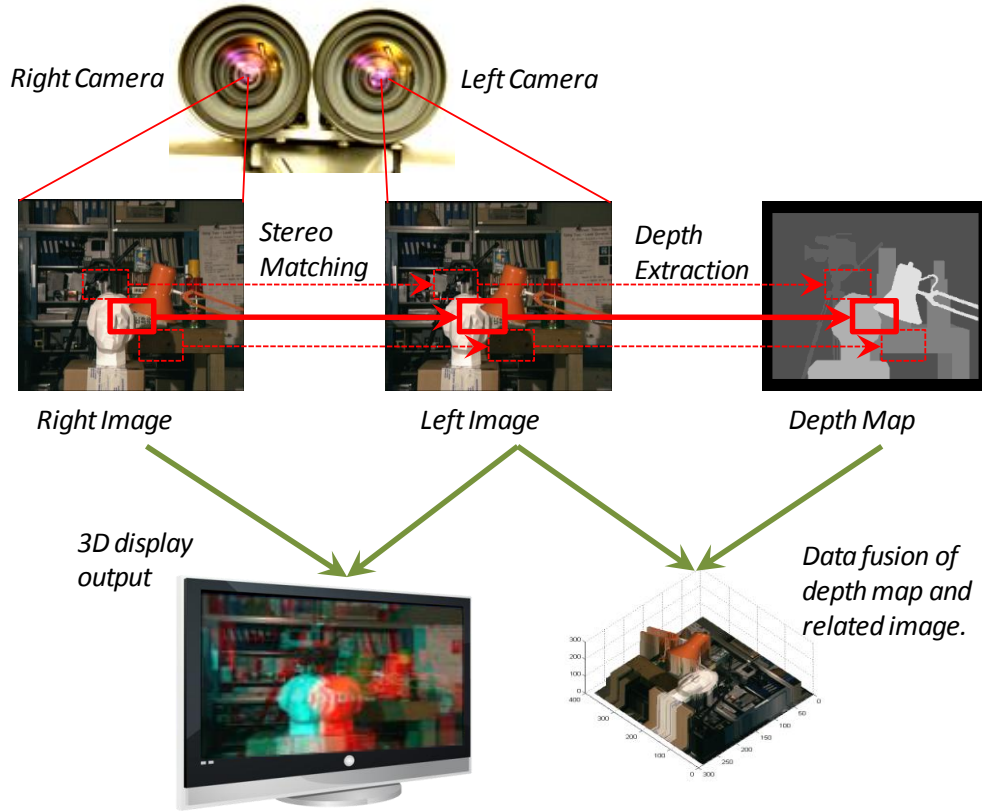 Right Camera
Left Camera
Stereo
Matching
Depth
Extraction
Right Image
Left Image
Depth Map
3D display
output
Data fusion of
depth map and
related image.
300
200
100
0
400
300
200
100
0
300
250
200
150
100
50
0